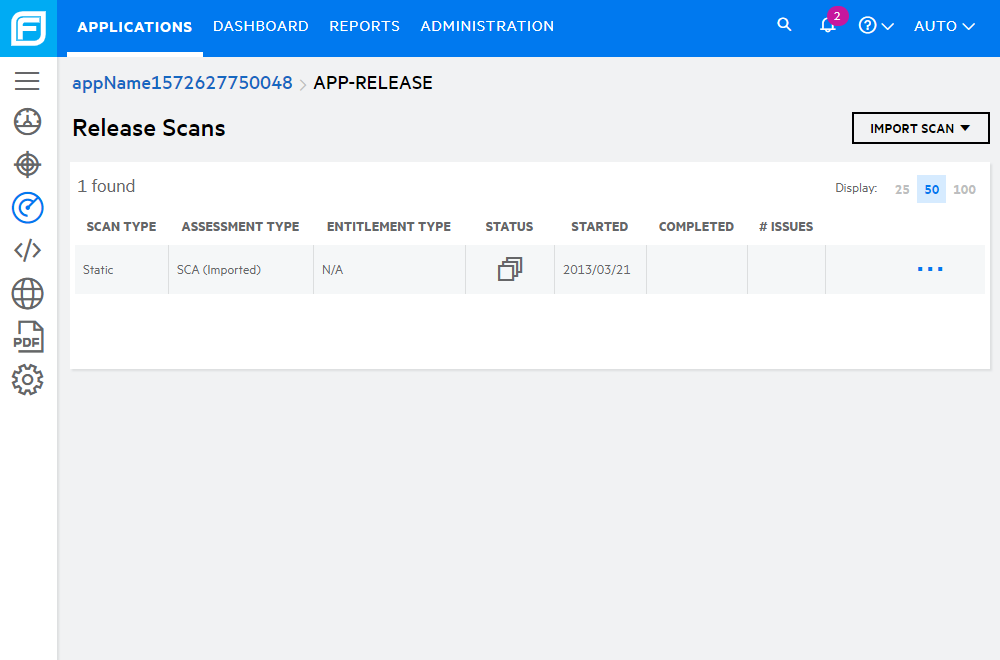 APPLICATIONS DASHBOARD REPORTS ADMINISTRATION 2 AUTO
appName1572627750048 APP-RELEASE
Release Scans
IMPORT SCAN
1 found
Display: 25 50 100
SCAN TYPE ASSESSMENT TYPE ENTITLEMENT TYPE STATUS STARTED COMPLETED # ISSUES
Static SCA (Imported) N/A 2013/03/21
PDF